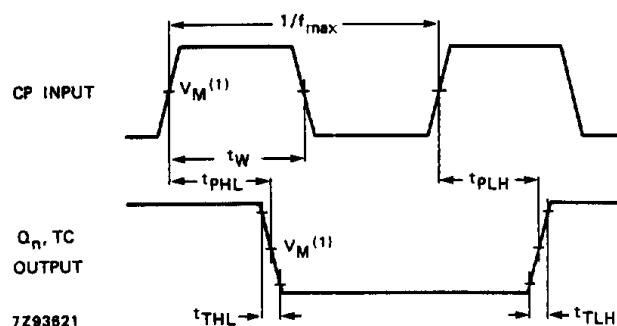 1/fmax
CP INPUT
VM(1)
tW
tPHL
tPLH
Qn, TC
OUTPUT
VM(1)
tTHL
tTLH
7Z93621